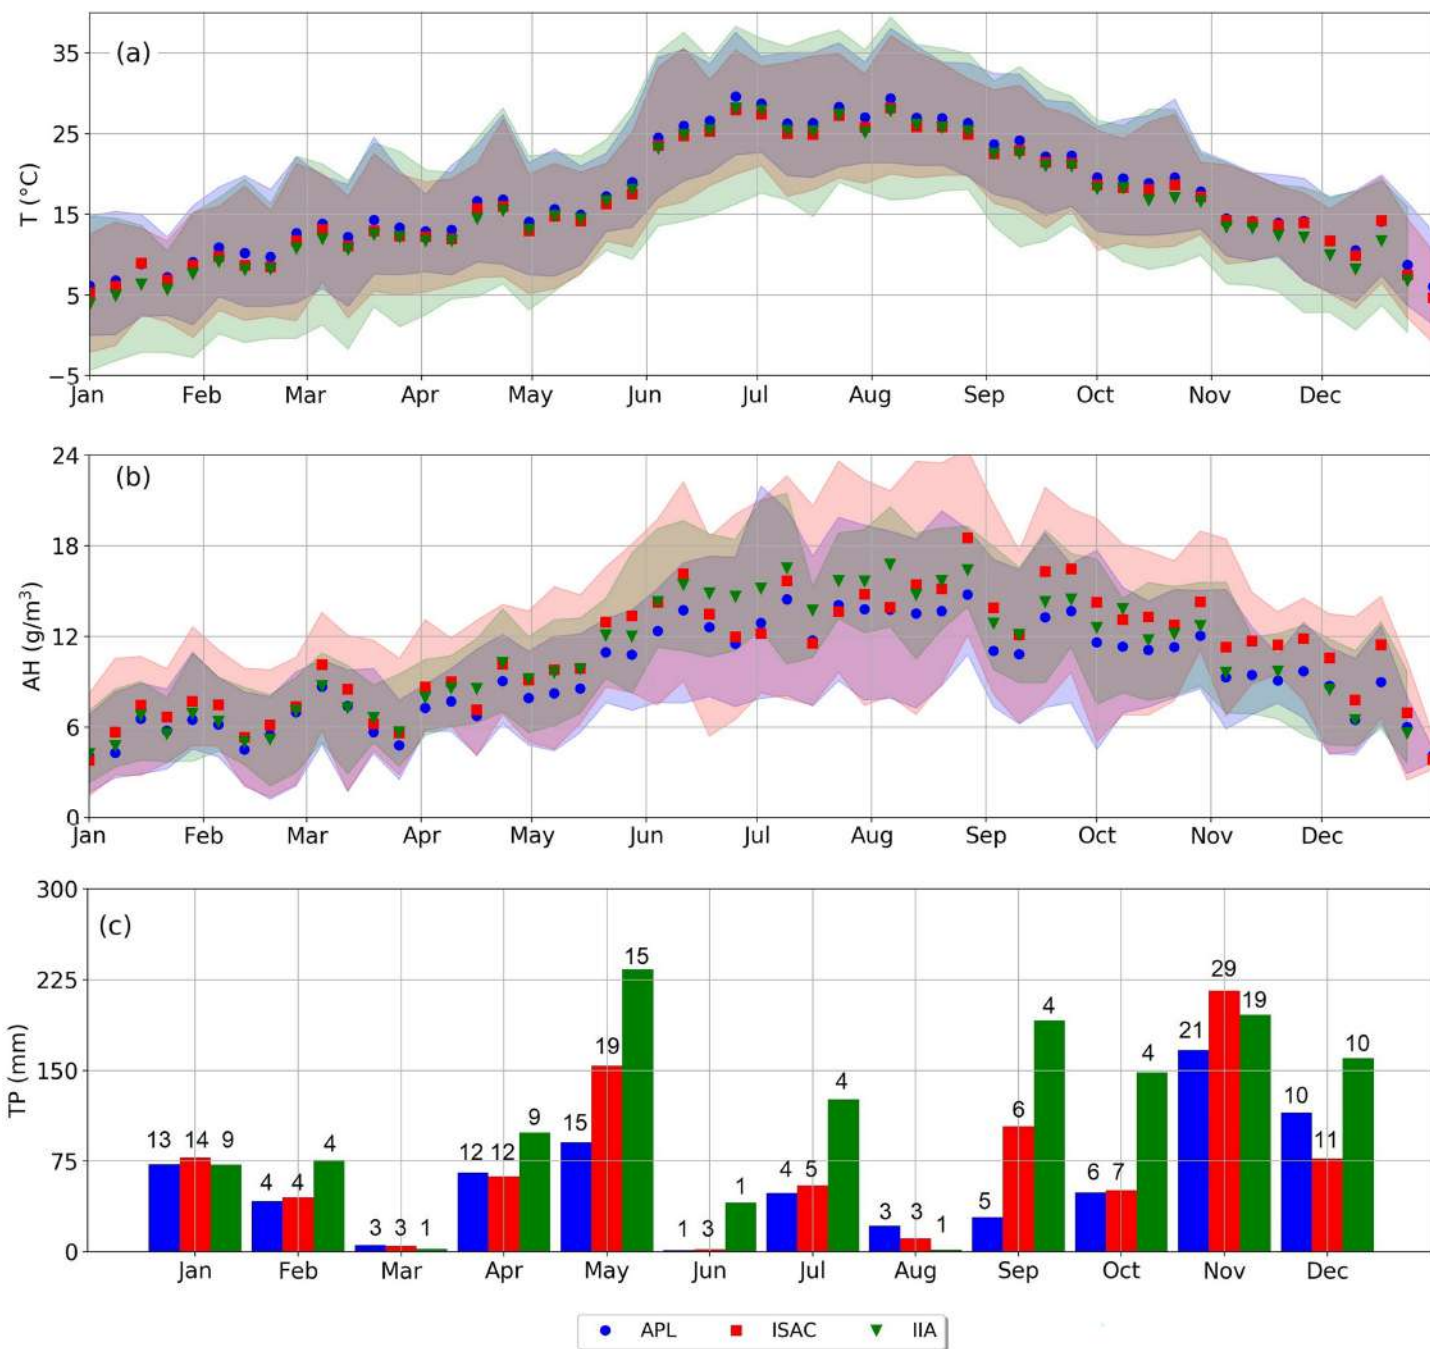 (a)
T (°C)
35
25
15
5
−5
Jan Feb Mar Apr May Jun Jul Aug Sep Oct Nov Dec
(b)
AH (g/m³)
24
18
12
6
0
Jan Feb Mar Apr May Jun Jul Aug Sep Oct Nov Dec
(c)
TP (mm)
300
225
150
75
0
13 14 9 4 4 4 3 3 1 12 12 9 15 19 15 1 3 1 4 5 4 3 3 1 5 6 4 6 7 4 21 29 19 10 11 10
Jan Feb Mar Apr May Jun Jul Aug Sep Oct Nov Dec
APL ISAC IIA